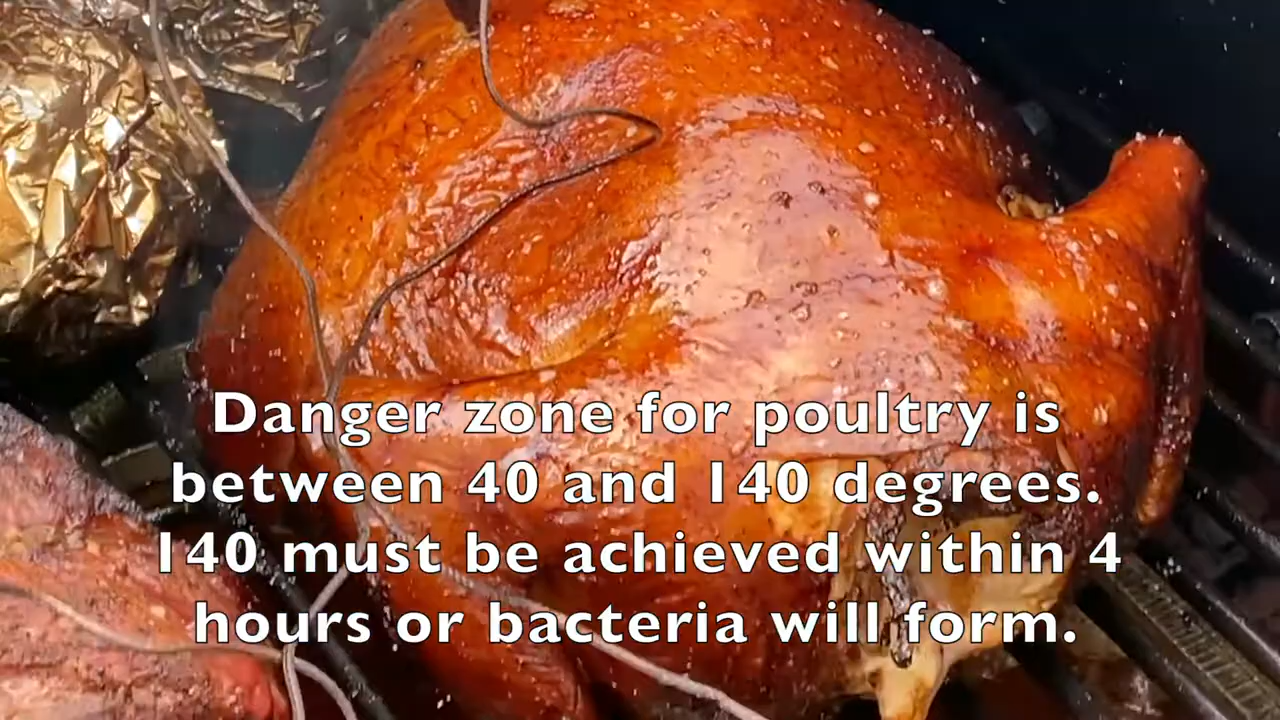 Danger zone for poultry is
between 40 and 140 degrees.
140 must be achieved within 4
hours or bacteria will form.